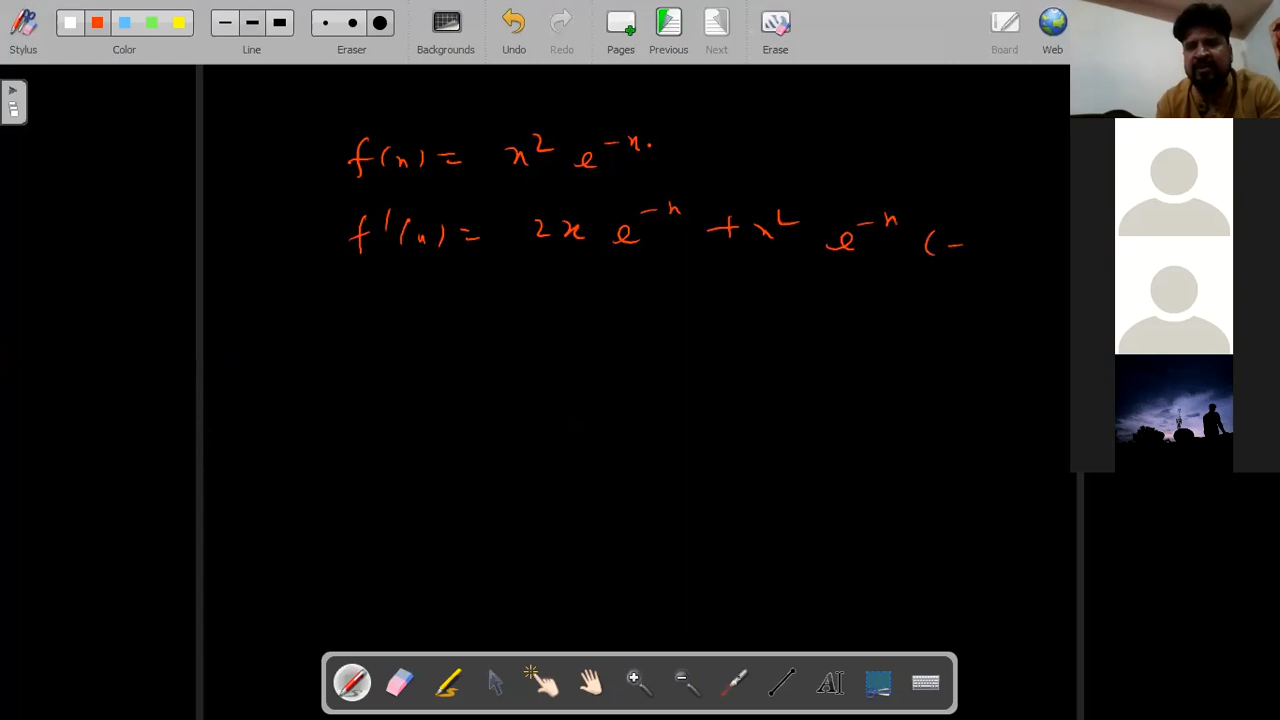 Stylus Color Line Eraser Backgrounds Undo Redo Pages Previous Next Erase Board Web
f(x) = x² e^{-x}.
f'(x) = 2x e^{-x} + x² e^{-x} (-